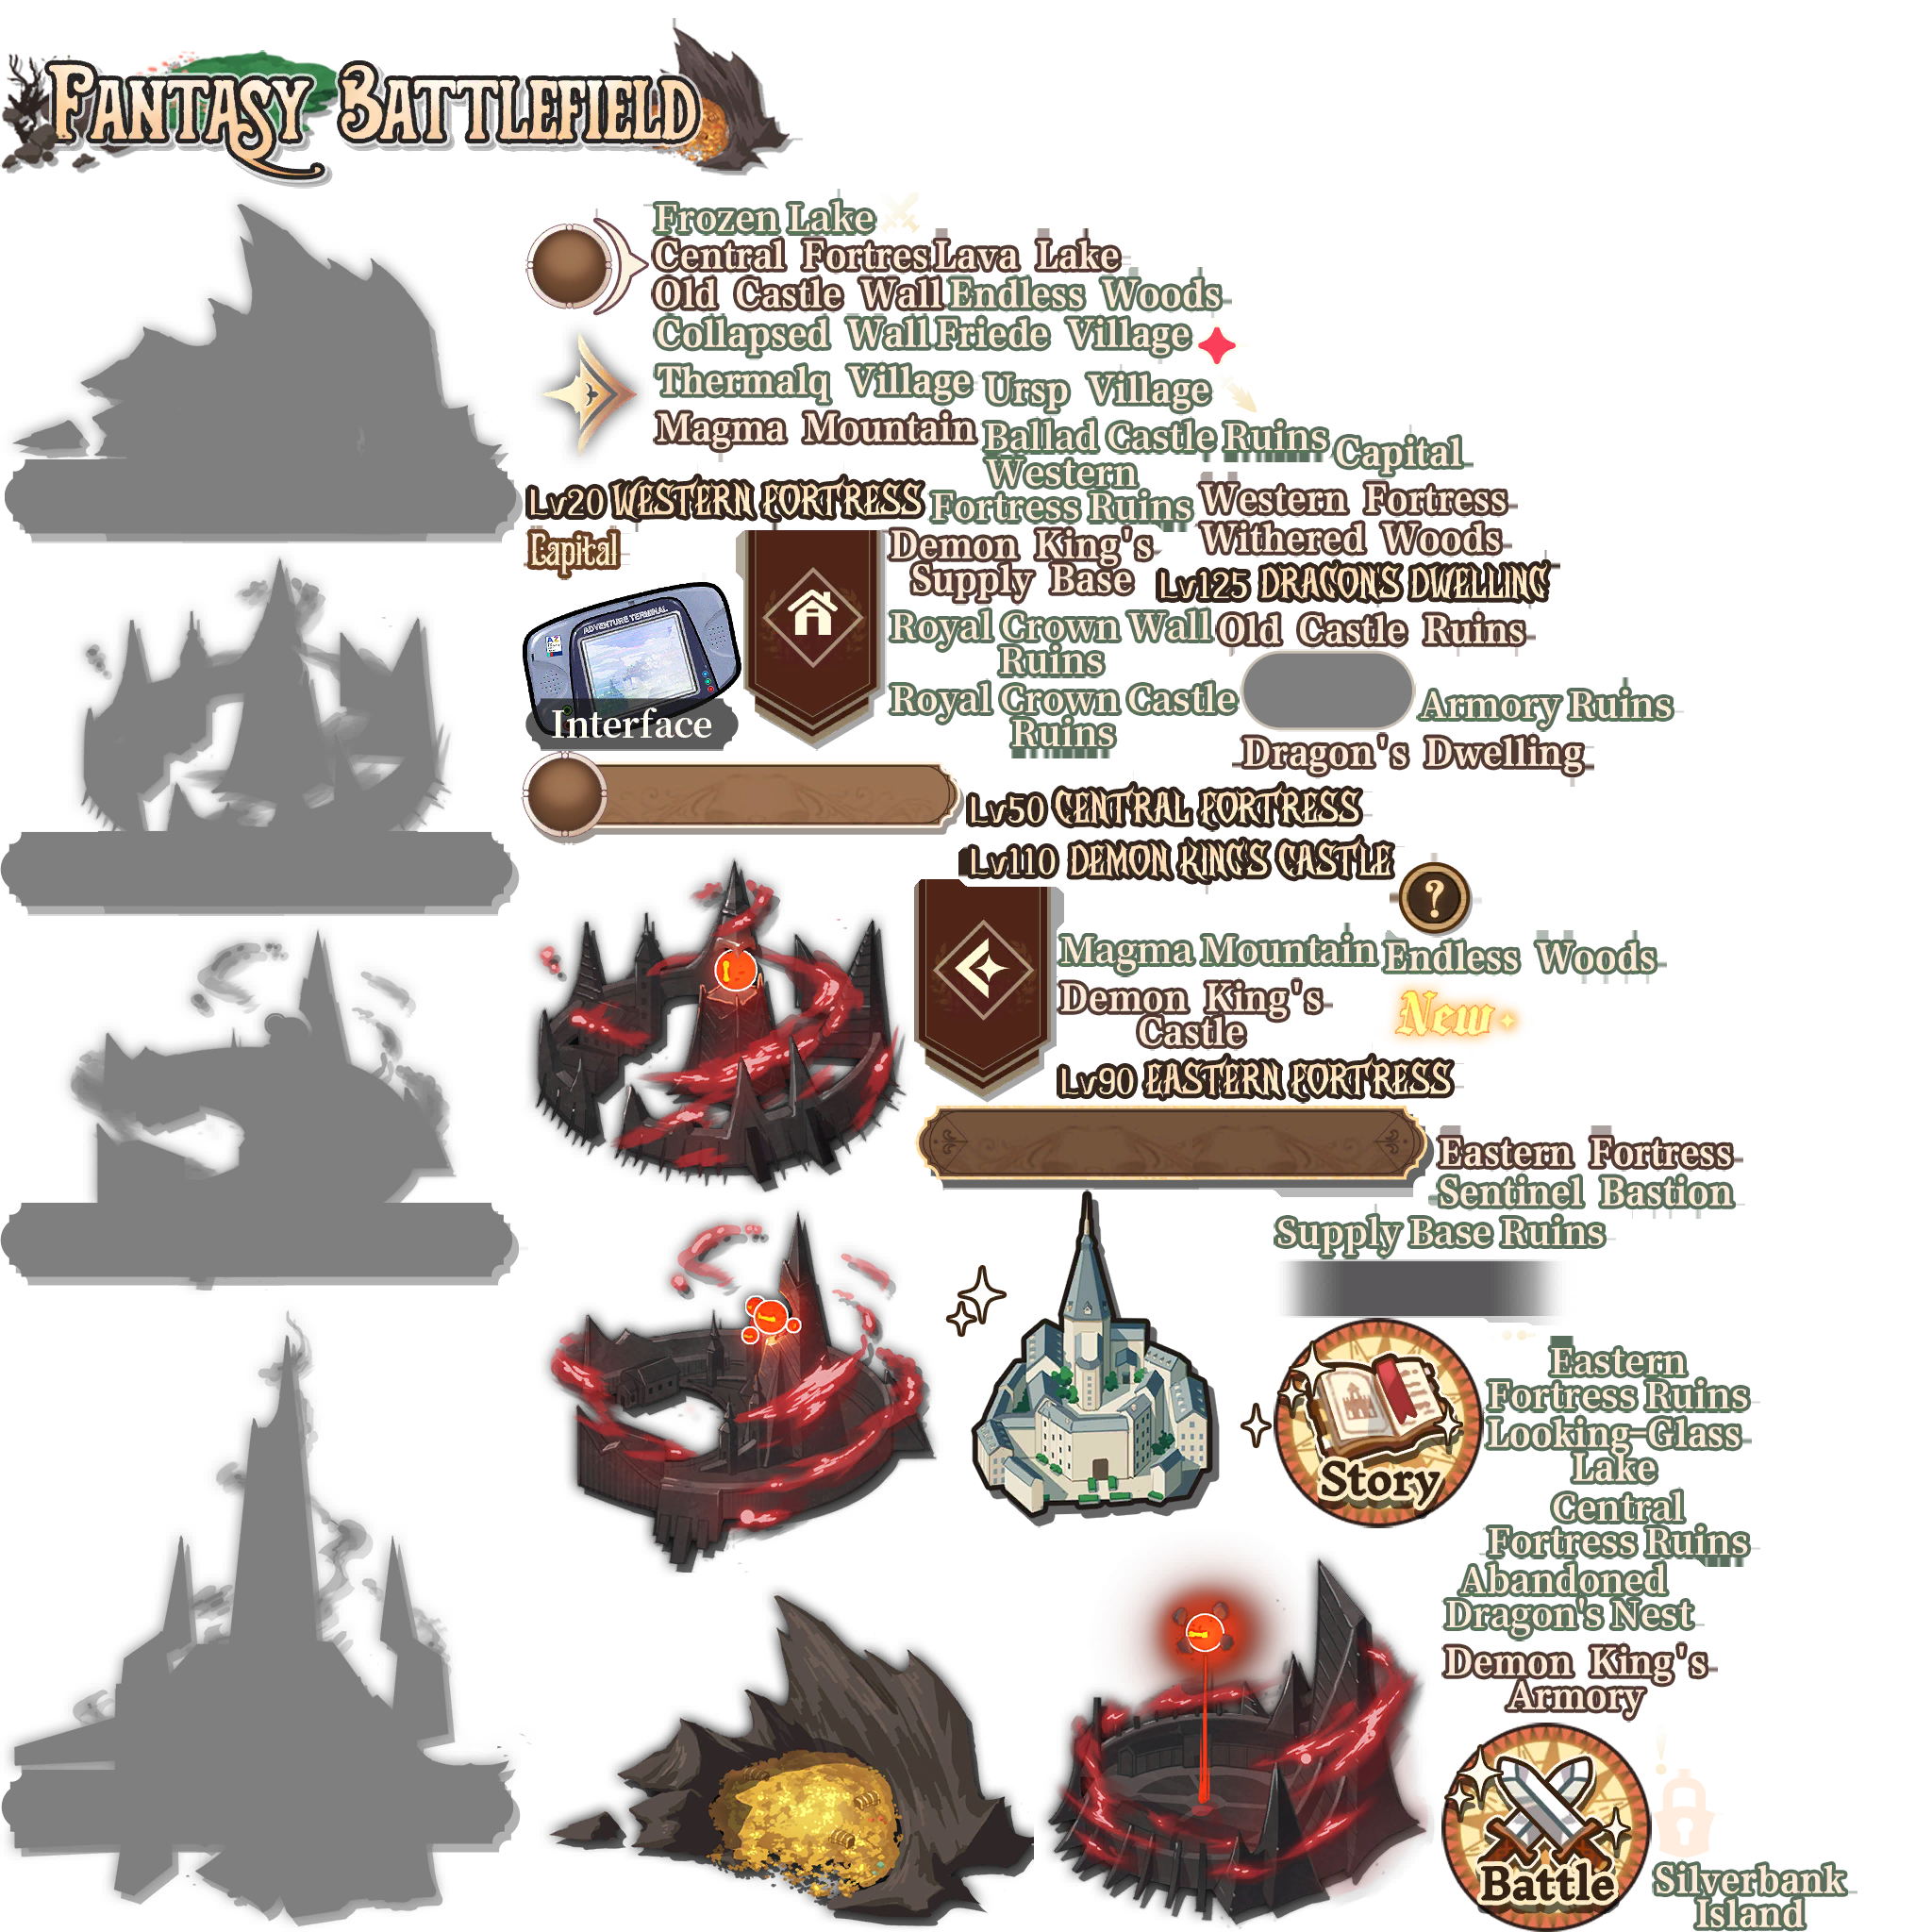 FANTASY BATTLEFIELD
Frozen Lake
Central Fortres
Lava Lake
Old Castle Wall
Endless Woods
Collapsed Wall
Friede Village
Thermalq Village
Ursp Village
Magma Mountain
Ballad Castle Ruins
Capital
Western
Fortress Ruins
Lv20 WESTERN FORTRESS
Western Fortress
Withered Woods
Capital
Demon King's
Supply Base
Lv125 DRAGON'S DWELLING
ADVENTURE TERMINAL
Interface
Royal Crown Wall
Ruins
Old Castle Ruins
Royal Crown Castle
Ruins
Armory Ruins
Dragon's Dwelling
Lv50 CENTRAL FORTRESS
Lv110 DEMON KING'S CASTLE
?
Magma Mountain
Endless Woods
Demon King's
Castle
New
Lv90 EASTERN FORTRESS
Eastern Fortress
Sentinel Bastion
Supply Base Ruins
Story
Eastern
Fortress Ruins
Looking-Glass
Lake
Central
Fortress Ruins
Abandoned
Dragon's Nest
Demon King's
Armory
Battle
Silverbank
Island